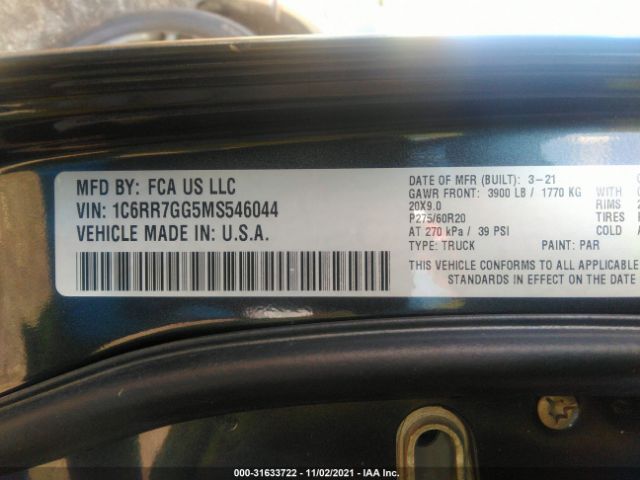 MFD BY: FCA US LLC
VIN: 1C6RR7GG5MS546044
VEHICLE MADE IN: U.S.A.
DATE OF MFR (BUILT): 3-21
GAWR FRONT: 3900 LB / 1770 KG WITH
20X9.0 RIMS
P275/60R20 TIRES
AT 270 kPa / 39 PSI COLD
TYPE: TRUCK PAINT: PAR
THIS VEHICLE CONFORMS TO ALL APPLICABLE
STANDARDS IN EFFECT ON THE DATE
000-31633722 - 11/02/2021 - IAA Inc.